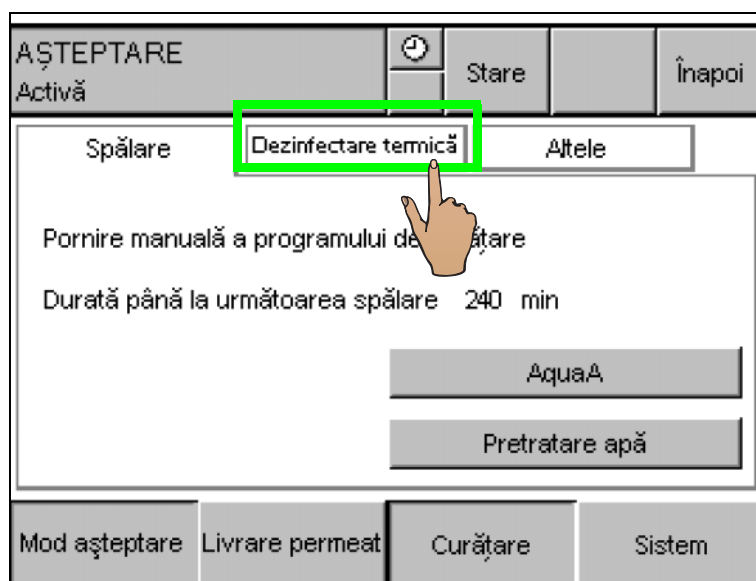 AȘTEPTARE
Activă
Stare
Înapoi
Spălare
Dezinfectare termică
Altele
Pornire manuală a programului de
Durată până la următoarea spălare 240 min
AquaA
Pretratare apă
Mod aşteptare
Livrare permeat
Curățare
Sistem